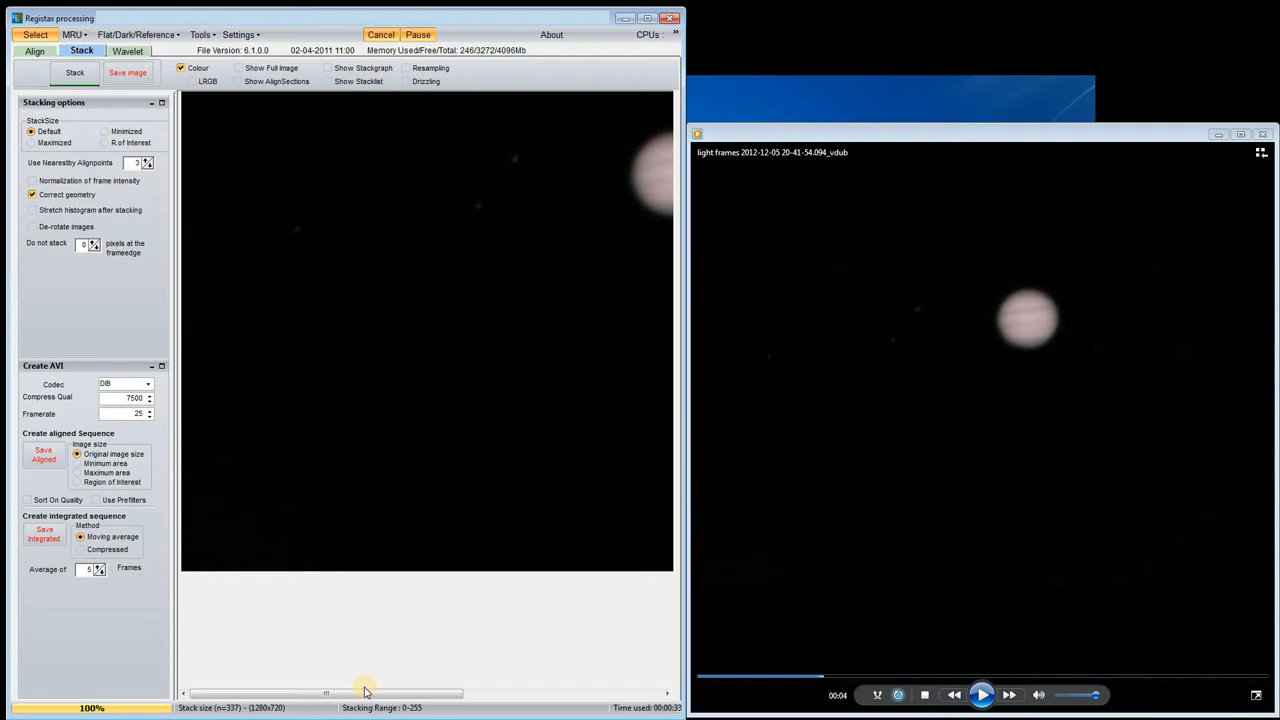 Registax processing
Select MRU Flat/Dark/Reference Tools Settings Cancel Pause About CPUs : »
Align Stack Wavelet File Version: 6.1.0.0 02-04-2011 11:00 Memory Used/Free/Total: 246/3272/4096Mb
Stack Save image
Colour Show Full Image Show Stackgraph Resampling
LRGB Show AlignSections Show Stacklist Drizzling
Stacking options
StackSize
Default Minimized
Maximized R.of Interest
Use Nearestby Alignpoints 3
Normalization of frame intensity
Correct geometry
Stretch histogram after stacking
De-rotate images
Do not stack 0 pixels at the
frameedge
Create AVI
Codec DIB
Compress Qual 7500
Framerate 25
Create aligned Sequence
Save Aligned
Image size
Original image size
Minimum area
Maximum area
Region of Interest
Sort On Quality Use Prefilters
Create integrated sequence
Save Integrated
Method
Moving average
Compressed
Average of 5 Frames
100% Stack size (n=337) - (1280x720) Stacking Range: 0-255 Time used: 00:00:33
light frames 2012-12-05 20-41-54.094_vdub
00:04